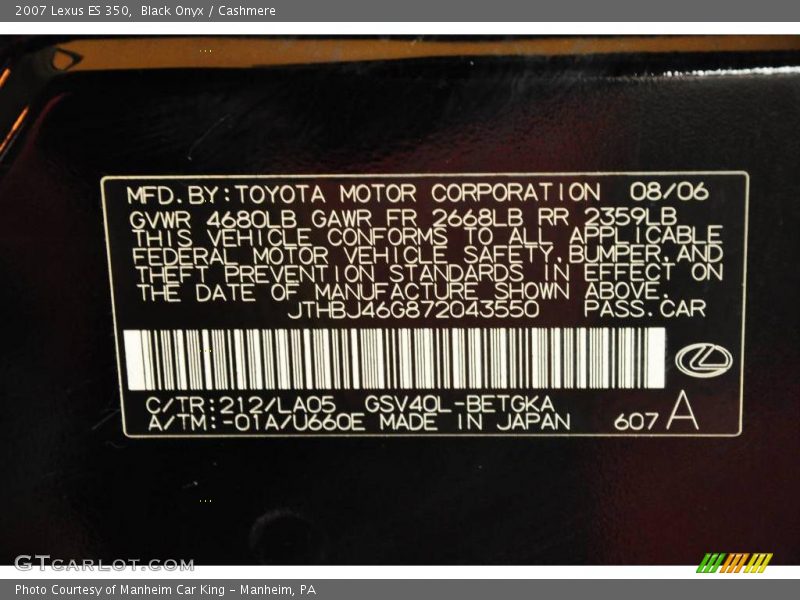 2007 Lexus ES 350, Black Onyx / Cashmere
MFD.BY:TOYOTA MOTOR CORPORATION 08/06
GVWR 4680LB GAWR FR 2668LB RR 2359LB
THIS VEHICLE CONFORMS TO ALL APPLICABLE
FEDERAL MOTOR VEHICLE SAFETY,BUMPER,AND
THEFT PREVENTION STANDARDS IN EFFECT ON
THE DATE OF MANUFACTURE SHOWN ABOVE.
JTHBJ46G872043550 PASS.CAR
C/TR:212/LA05 GSV40L-BETGKA
A/TM:-01A/U660E MADE IN JAPAN 607 A
GTCARLOT.COM
Photo Courtesy of Manheim Car King - Manheim, PA